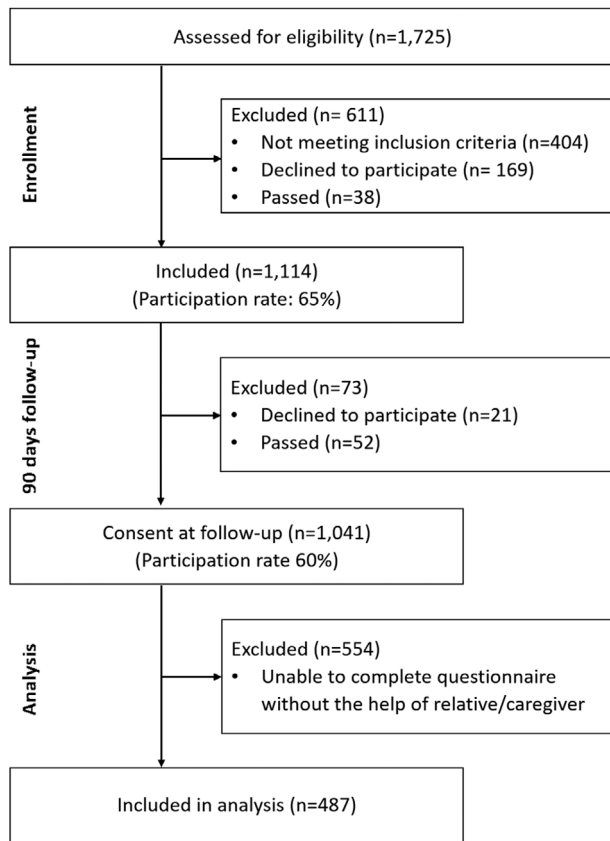 Assessed for eligibility (n=1,725)
Enrollment
Excluded (n= 611)
• Not meeting inclusion criteria (n=404)
• Declined to participate (n= 169)
• Passed (n=38)
Included (n=1,114)
(Participation rate: 65%)
90 days follow-up
Excluded (n=73)
• Declined to participate (n=21)
• Passed (n=52)
Consent at follow-up (n=1,041)
(Participation rate 60%)
Analysis
Excluded (n=554)
• Unable to complete questionnaire
without the help of relative/caregiver
Included in analysis (n=487)